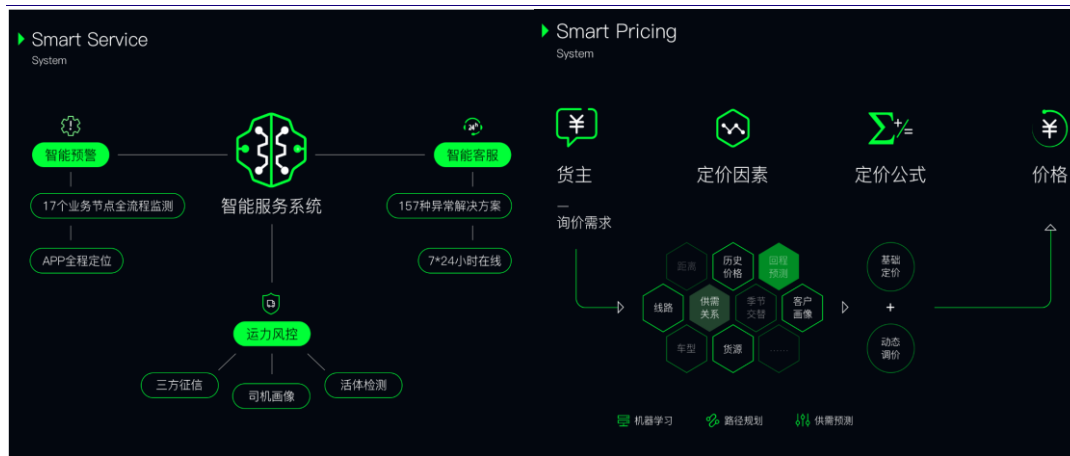 Smart Service
System
智能预警
智能客服
17个业务节点全流程监测
智能服务系统
157种异常解决方案
APP全程定位
7*24小时在线
运力风控
三方征信
司机画像
活体检测
Smart Pricing
System
货主
定价因素
定价公式
价格
询价需求
距离
历史
价格
回程
预测
线路
供需
关系
季节
交替
客户
画像
车型
货源
......
基础
定价
+
动态
调价
机器学习
路径规划
供需预测